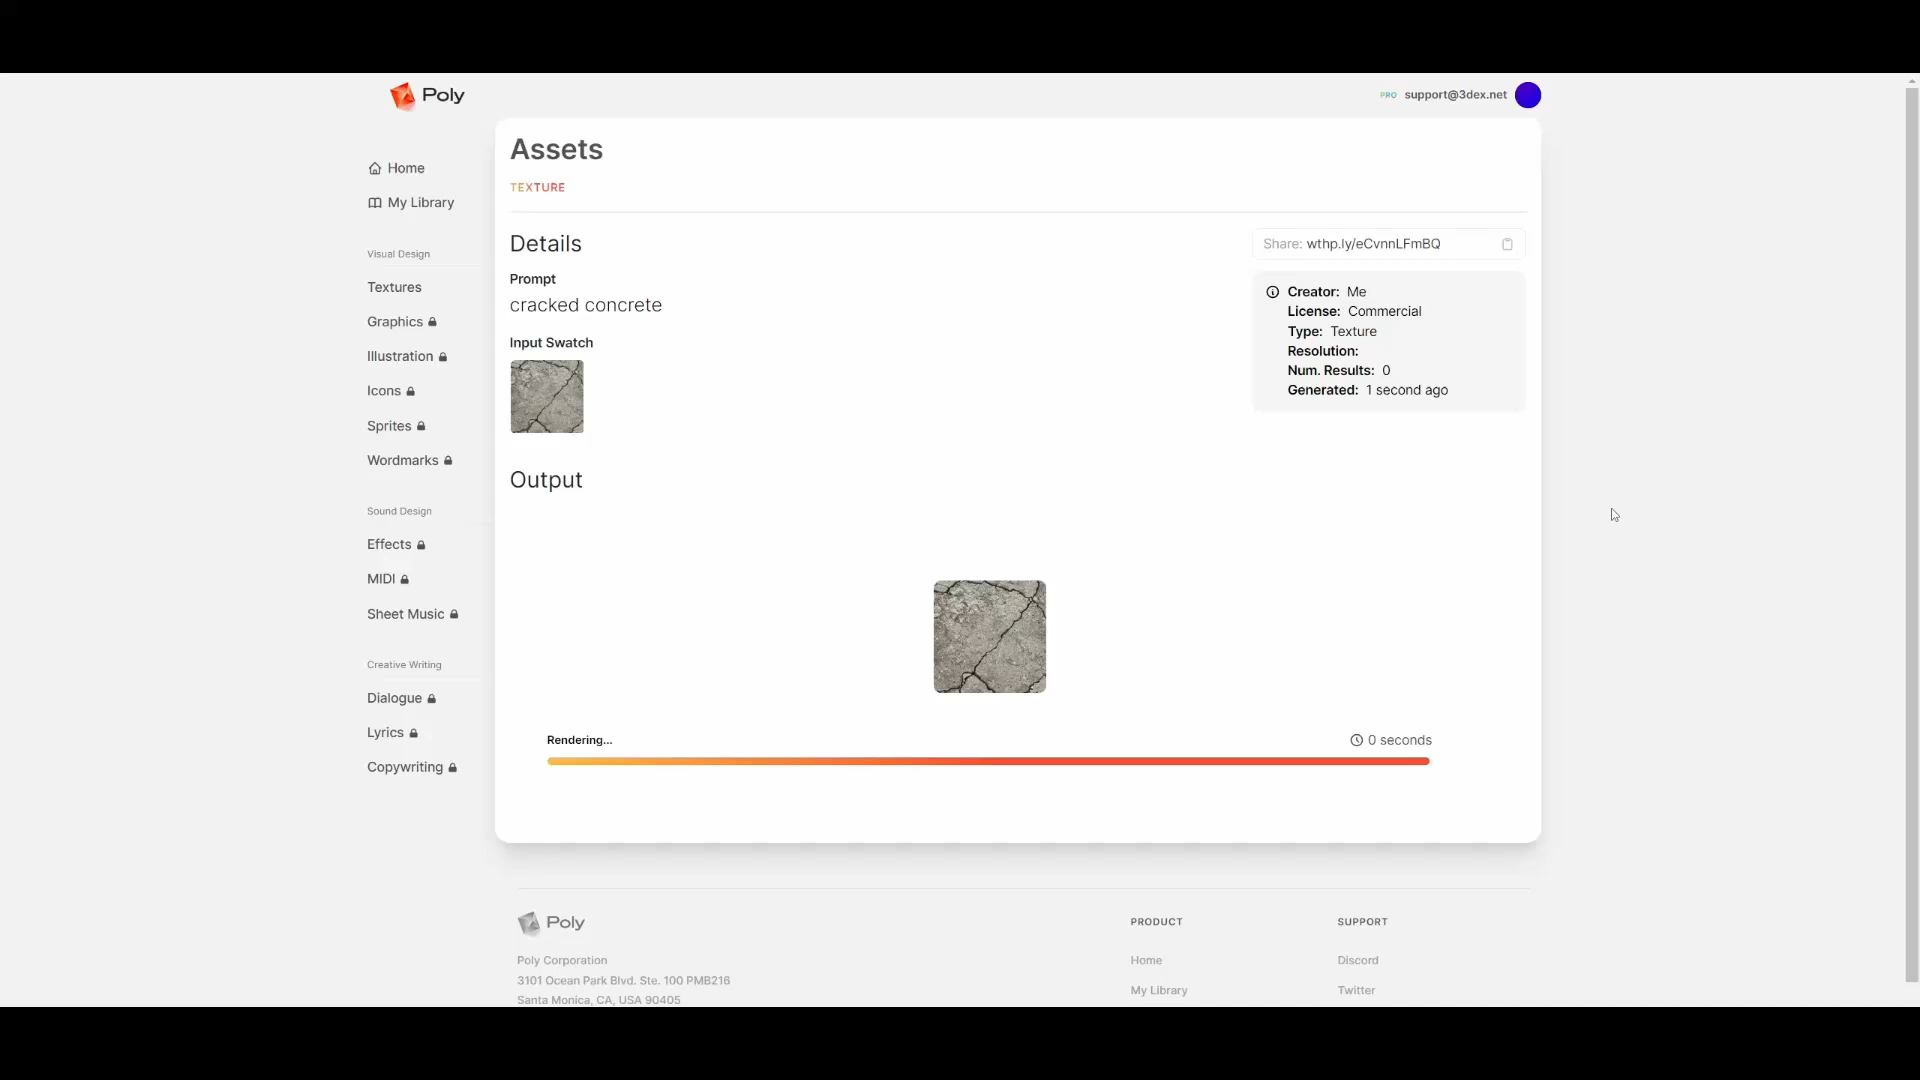 Poly
PRO support@3dex.net
Home
My Library
Visual Design
Textures
Graphics
Illustration
Icons
Sprites
Wordmarks
Sound Design
Effects
MIDI
Sheet Music
Creative Writing
Dialogue
Lyrics
Copywriting
Assets
TEXTURE
Details
Prompt
cracked concrete
Input Swatch
Share: wthp.ly/eCvnnLFmBQ
Creator: Me
License: Commercial
Type: Texture
Resolution:
Num. Results: 0
Generated: 1 second ago
Output
Rendering...
0 seconds
Poly
Poly Corporation
3101 Ocean Park Blvd. Ste. 100 PMB216
Santa Monica, CA, USA 90405
PRODUCT
Home
My Library
SUPPORT
Discord
Twitter